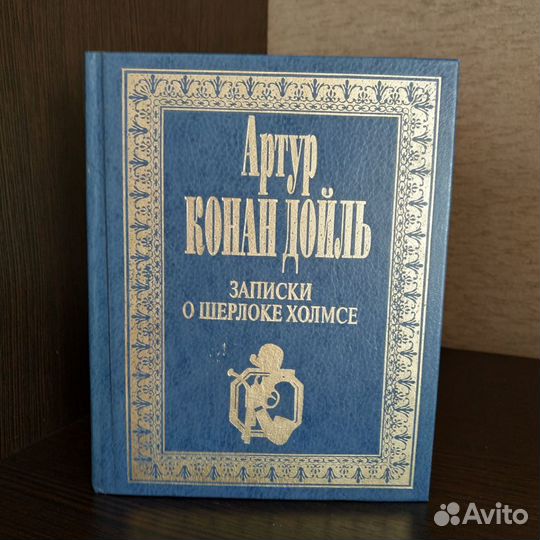 Артур
КОНАН ДОЙЛЬ
ЗАПИСКИ
О ШЕРЛОКЕ ХОЛМСЕ
Avito